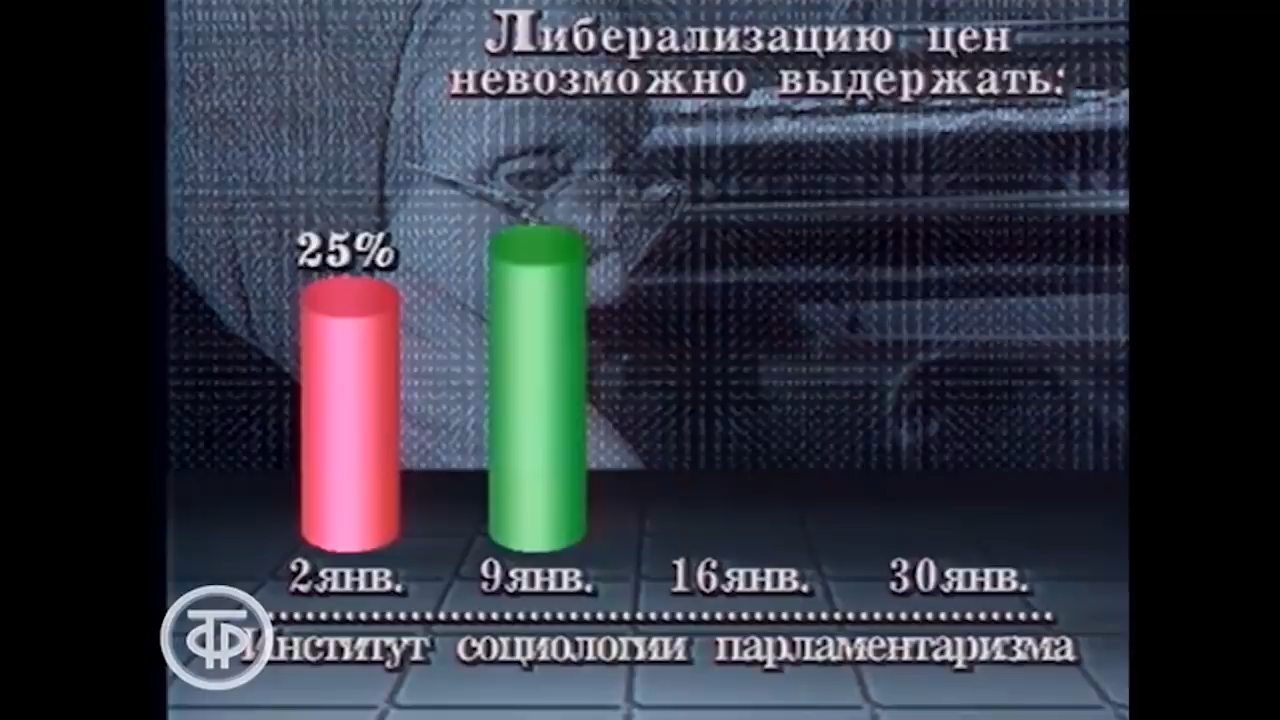 Либерализацию цен
невозможно выдержать:
25%
2янв. 9янв. 16янв. 30янв.
Институт социологии парламентаризма